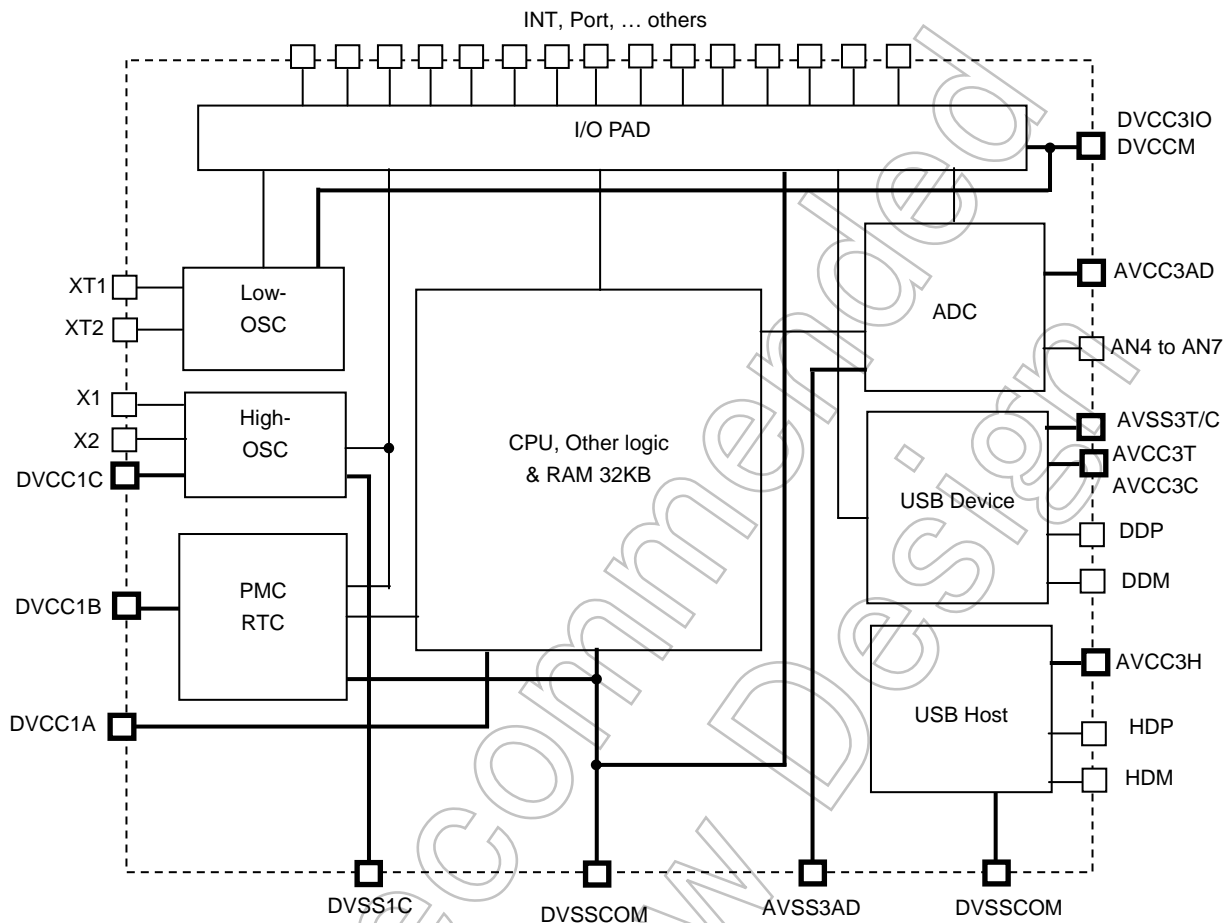 INT, Port, … others
I/O PAD
DVCC3IO
DVCCM
XT1
XT2
Low-
OSC
ADC
AVCC3AD
AN4 to AN7
X1
X2
DVCC1C
High-
OSC
CPU, Other logic
& RAM 32KB
AVSS3T/C
AVCC3T
AVCC3C
USB Device
DDP
DDM
DVCC1B
PMC
RTC
AVCC3H
DVCC1A
USB Host
HDP
HDM
DVSS1C
DVSSCOM
AVSS3AD
DVSSCOM
ecommended
w Design